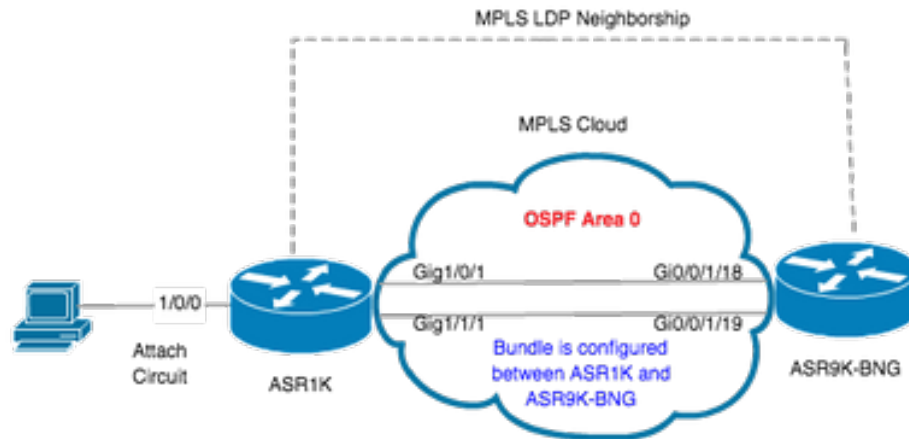 MPLS LDP Neighborship
MPLS Cloud
OSPF Area 0
Gig1/0/1
Gi0/0/1/18
1/0/0
Gig1/1/1
Gi0/0/1/19
Attach
Circuit
ASR1K
Bundle is configured
between ASR1K and
ASR9K-BNG
ASR9K-BNG